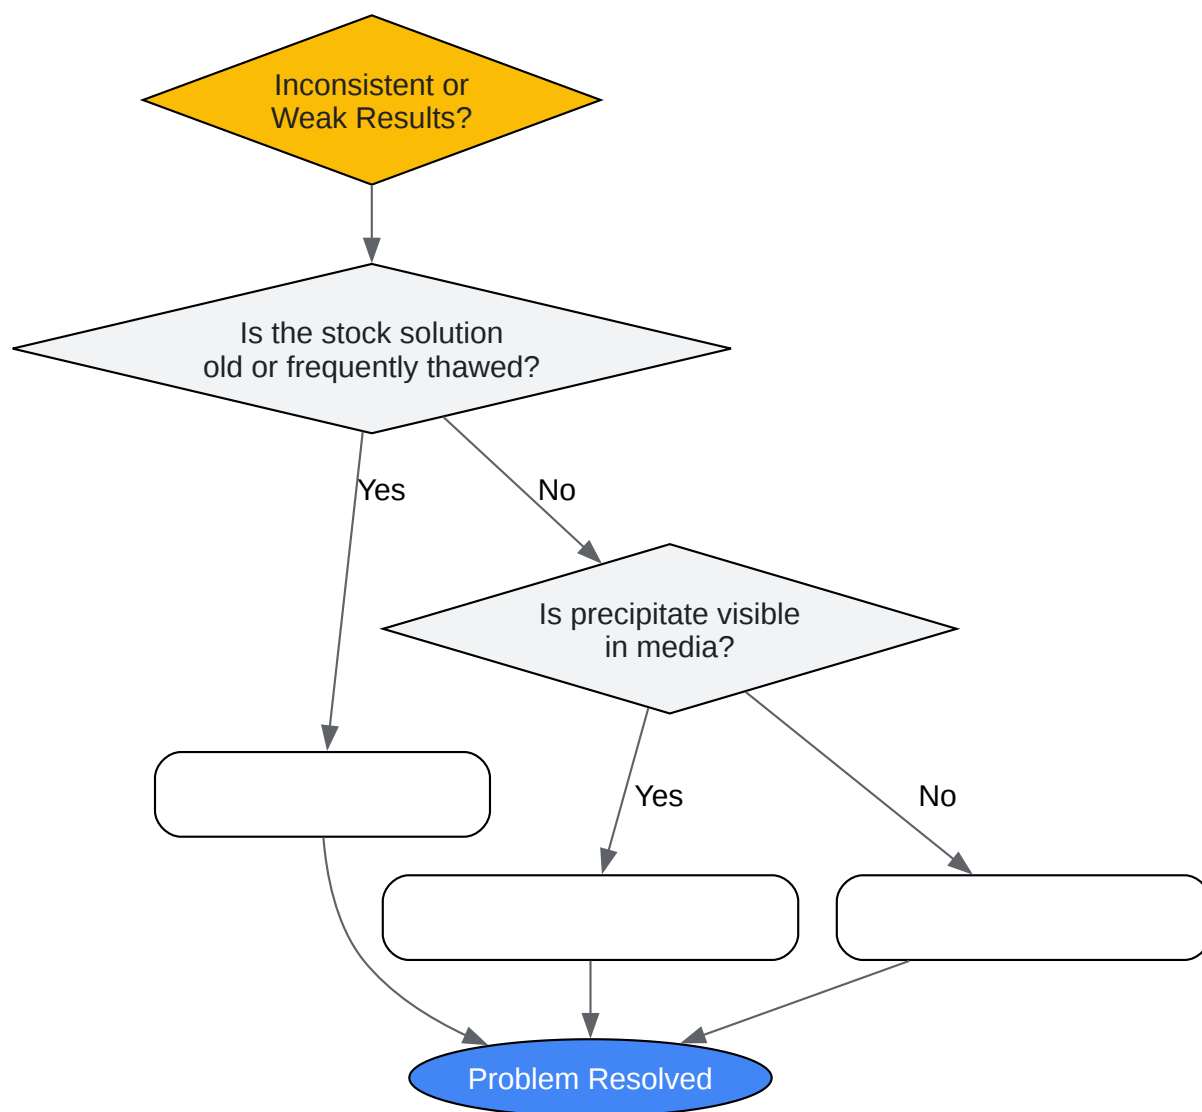 Inconsistent or
Weak Results?
Is the stock solution
old or frequently thawed?
Yes
No
Is precipitate visible
in media?
Yes
No
Problem Resolved